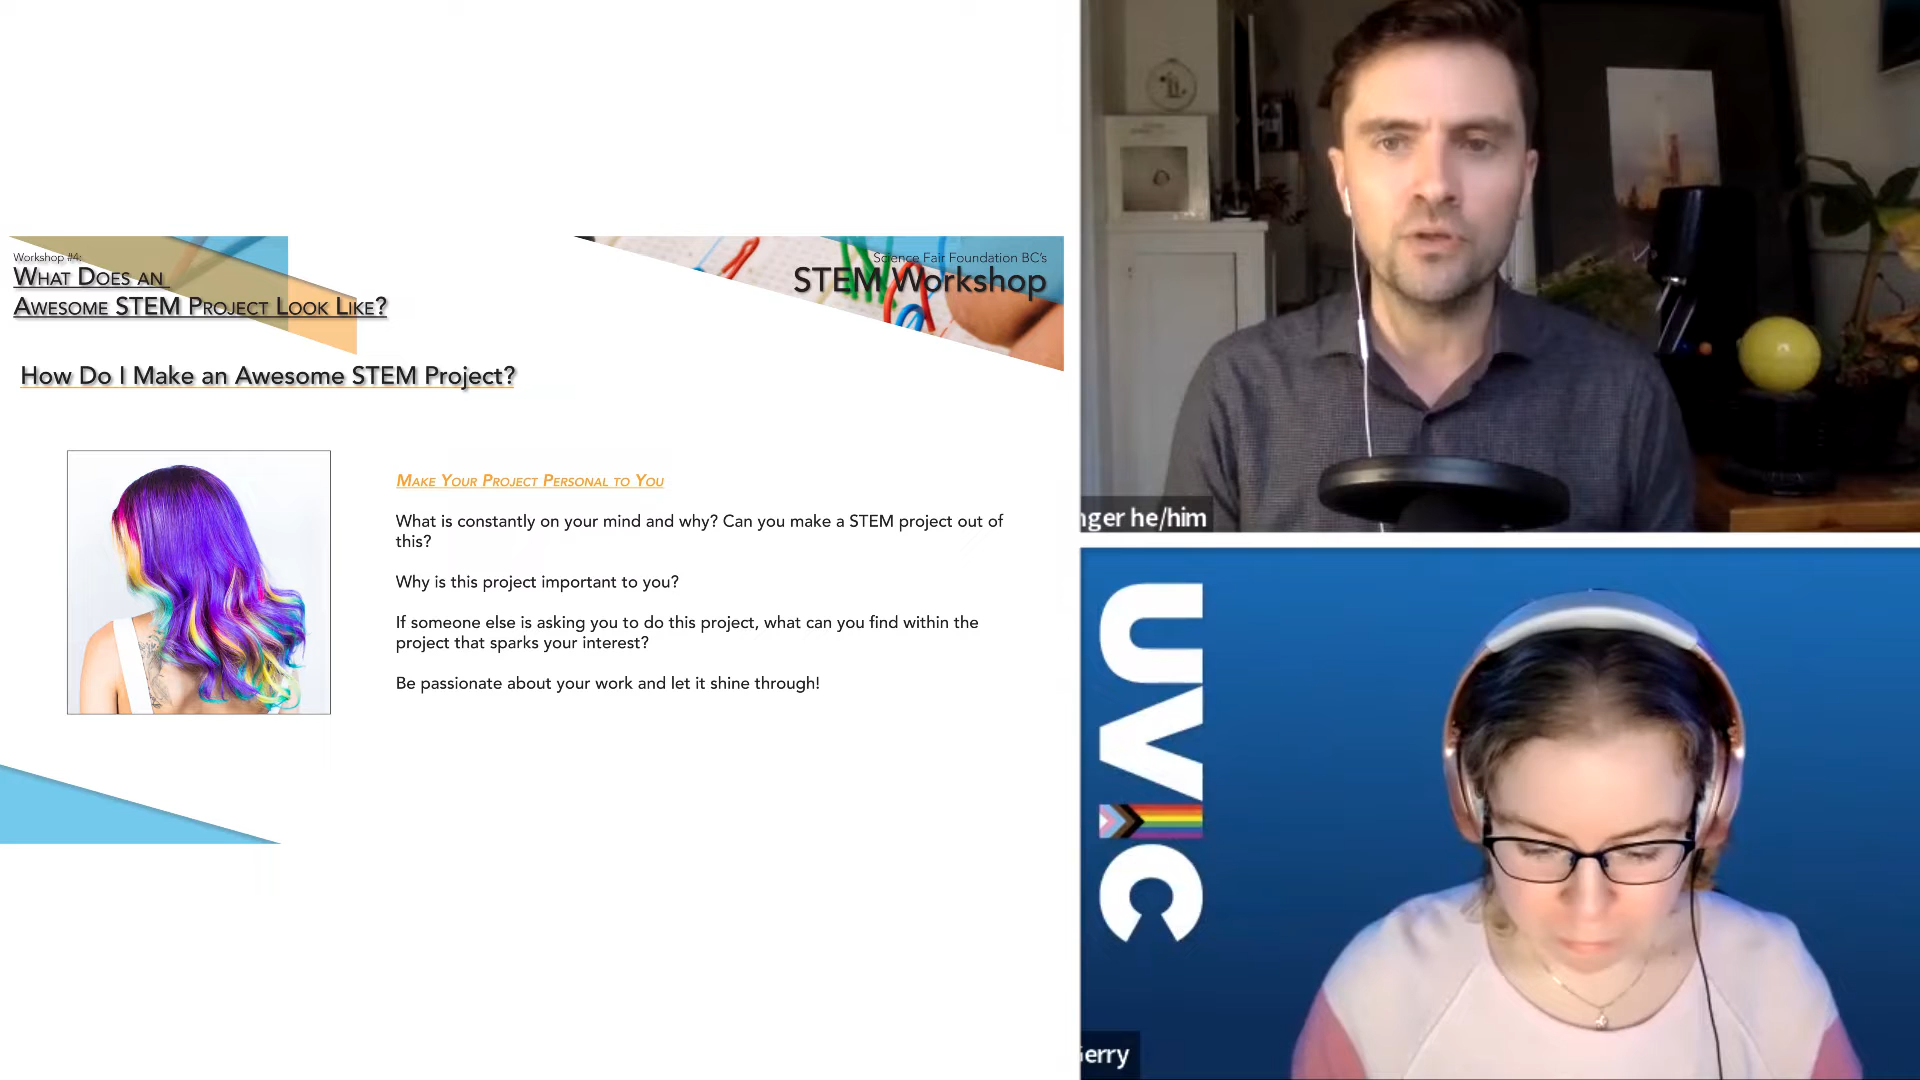 Workshop #4:
What Does an
Awesome STEM Project Look Like?
Science Fair Foundation BC's
STEM Workshop
How Do I Make an Awesome STEM Project?
Make Your Project Personal to You
What is constantly on your mind and why? Can you make a STEM project out of
this?
Why is this project important to you?
If someone else is asking you to do this project, what can you find within the
project that sparks your interest?
Be passionate about your work and let it shine through!
nger he/him
UVIC
erry